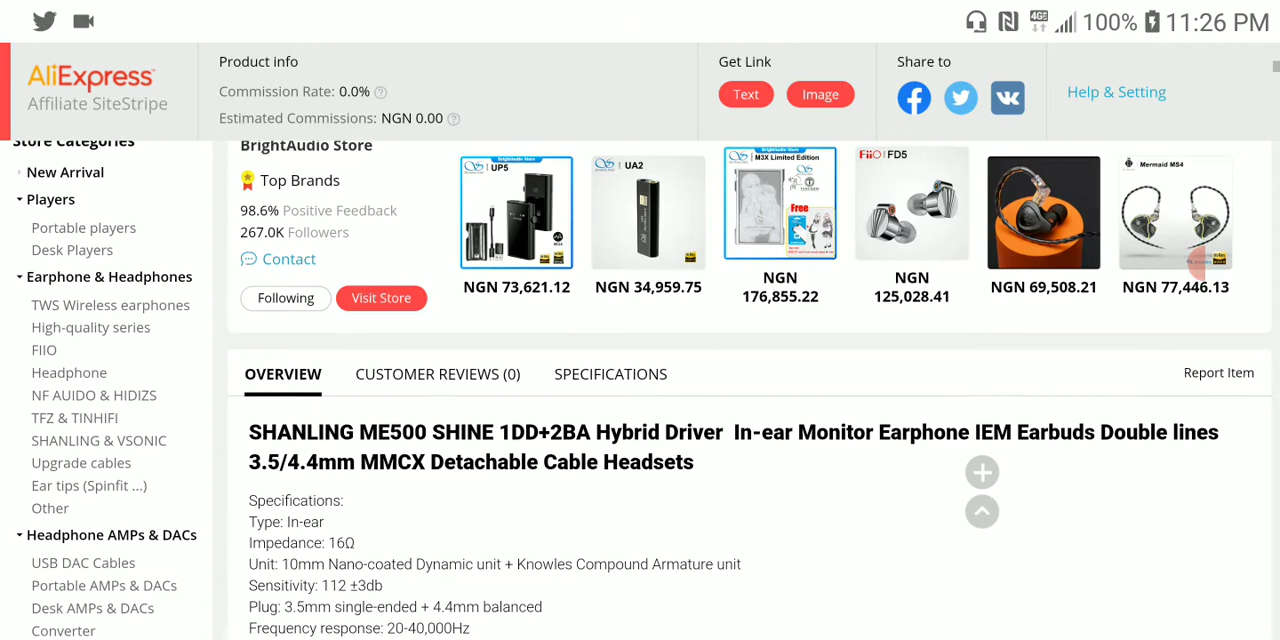 4GE 100% 11:26 PM
AliExpress
Affiliate SiteStripe
Product info
Commission Rate: 0.0% ?
Estimated Commissions: NGN 0.00 ?
Get Link
Text Image
Share to
Help & Setting
Store Categories
New Arrival
Players
Portable players
Desk Players
Earphone & Headphones
TWS Wireless earphones
High-quality series
FIIO
Headphone
NF AUIDO & HIDIZS
TFZ & TINHIFI
SHANLING & VSONIC
Upgrade cables
Ear tips (Spinfit ...)
Other
Headphone AMPs & DACs
USB DAC Cables
Portable AMPs & DACs
Desk AMPs & DACs
Converter
BrightAudio Store
Top Brands
98.6% Positive Feedback
267.0K Followers
Contact
Following Visit Store
UP5
NGN 73,621.12
UA2
NGN 34,959.75
M3X Limited Edition
Free
NGN
176,855.22
FiiO FD5
NGN
125,028.41
NGN 69,508.21
Mermaid MS4
NGN 77,446.13
OVERVIEW CUSTOMER REVIEWS (0) SPECIFICATIONS Report Item
SHANLING ME500 SHINE 1DD+2BA Hybrid Driver In-ear Monitor Earphone IEM Earbuds Double lines
3.5/4.4mm MMCX Detachable Cable Headsets
Specifications:
Type: In-ear
Impedance: 16Ω
Unit: 10mm Nano-coated Dynamic unit + Knowles Compound Armature unit
Sensitivity: 112 ±3db
Plug: 3.5mm single-ended + 4.4mm balanced
Frequency response: 20-40,000Hz